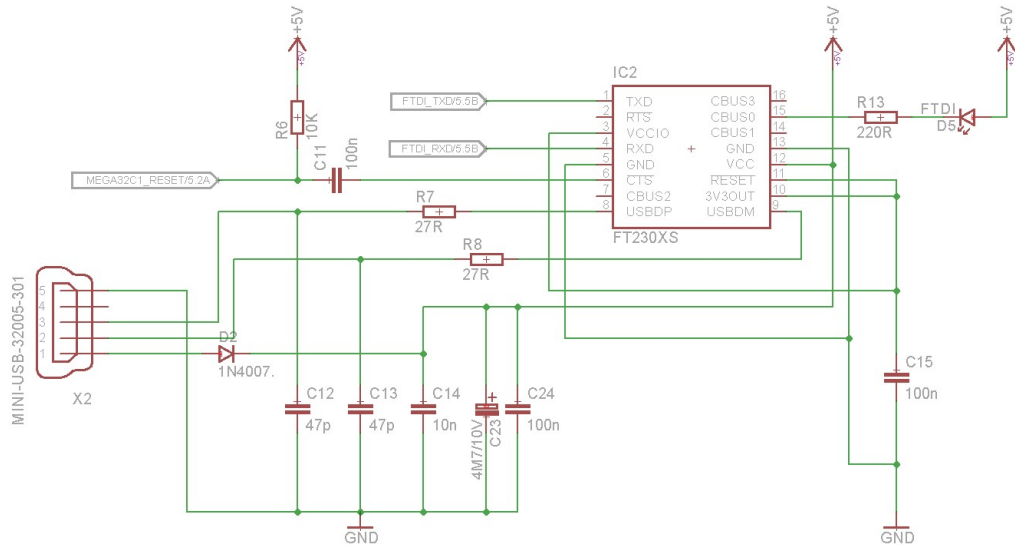 +5V
+5V
+5V
+5V
+5V
+5V
IC2
FTDI_TXD/5.5B
1 TXD CBUS3 16
2 RTS CBUS0 15
R13
220R
FTDI
D5
R6
10K
C11
100n
3 VCCIO CBUS1 14
FTDI_RXD/5.5B
4 RXD GND 13
5 GND VCC 12
MEGA32C1_RESET/5.2A
6 CTS RESET 11
7 CBUS2 3V3OUT 10
8 USBDP USBDM 9
FT230XS
R7
27R
R8
27R
MINI-USB-32005-301
5
4
3
2
1
X2
D2
1N4007.
C12
47p
C13
47p
C14
10n
4M7/10V
C23
C24
100n
C15
100n
GND
GND